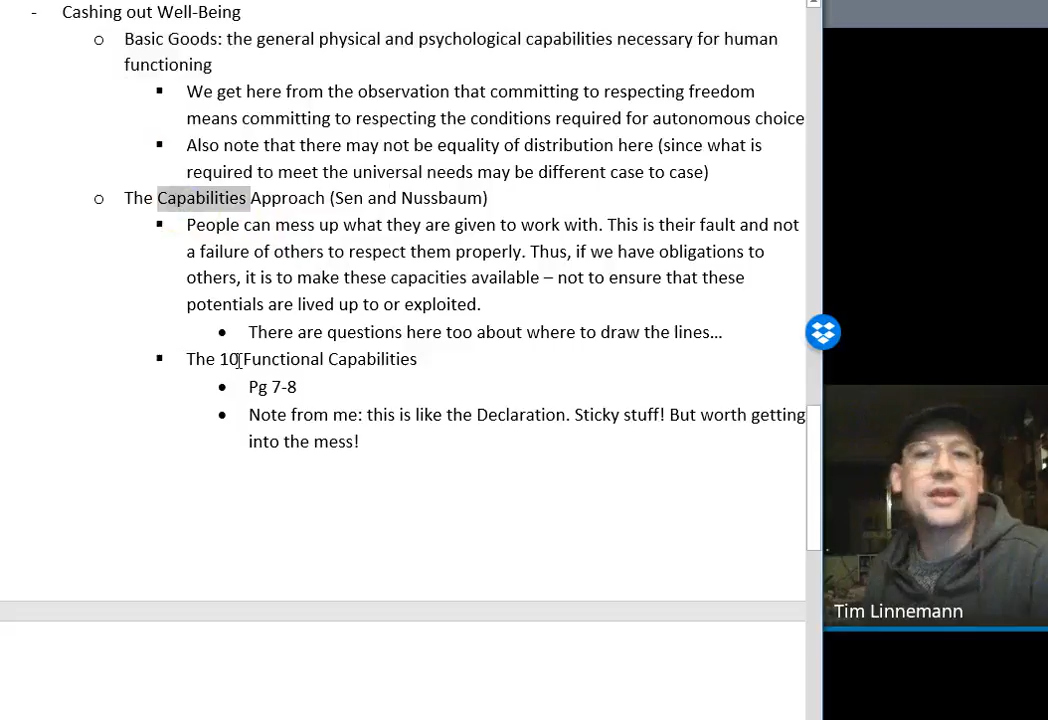 - Cashing out Well-Being
o Basic Goods: the general physical and psychological capabilities necessary for human
functioning
▪ We get here from the observation that committing to respecting freedom
means committing to respecting the conditions required for autonomous choice
▪ Also note that there may not be equality of distribution here (since what is
required to meet the universal needs may be different case to case)
o The Capabilities Approach (Sen and Nussbaum)
▪ People can mess up what they are given to work with. This is their fault and not
a failure of others to respect them properly. Thus, if we have obligations to
others, it is to make these capacities available – not to ensure that these
potentials are lived up to or exploited.
• There are questions here too about where to draw the lines...
▪ The 10 Functional Capabilities
• Pg 7-8
• Note from me: this is like the Declaration. Sticky stuff! But worth getting
into the mess!
Tim Linnemann